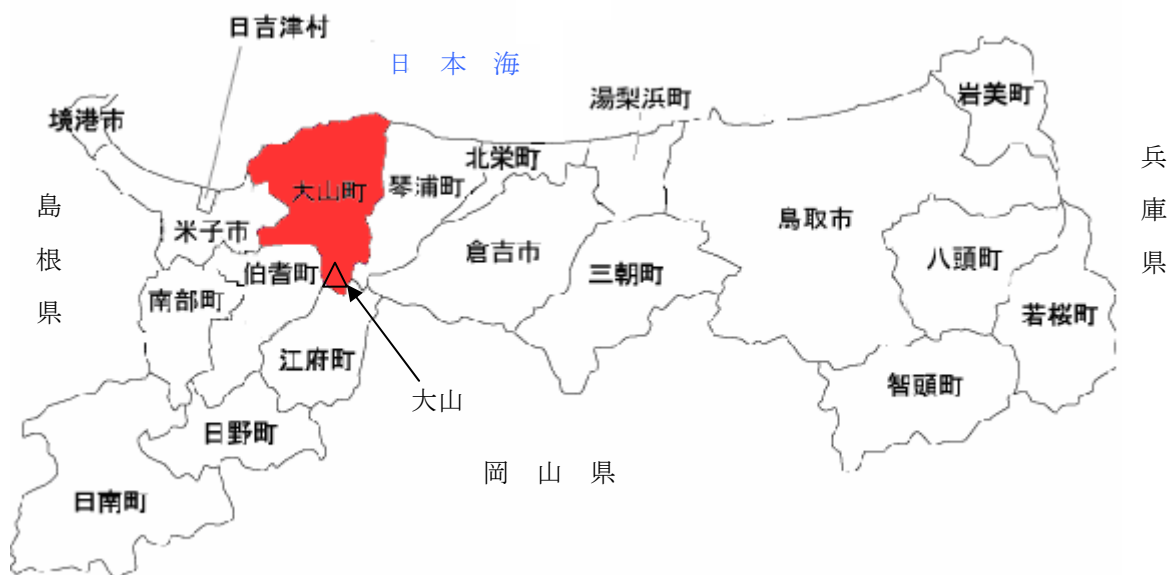 日吉津村
日本海
湯梨浜町
岩美町
境港市
北栄町
大山町
琴浦町
鳥取市
米子市
倉吉市
八頭町
伯耆町
三朝町
南部町
若桜町
江府町
智頭町
大山
日野町
日南町
島根県
兵庫県
岡山県